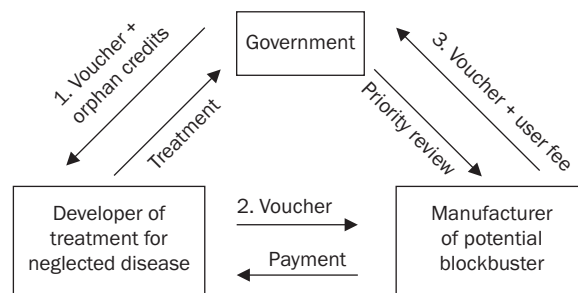 Government
1. Voucher +
orphan credits
Treatment
Priority review
3. Voucher + user fee
Developer of
treatment for
neglected disease
2. Voucher
Payment
Manufacturer
of potential
blockbuster